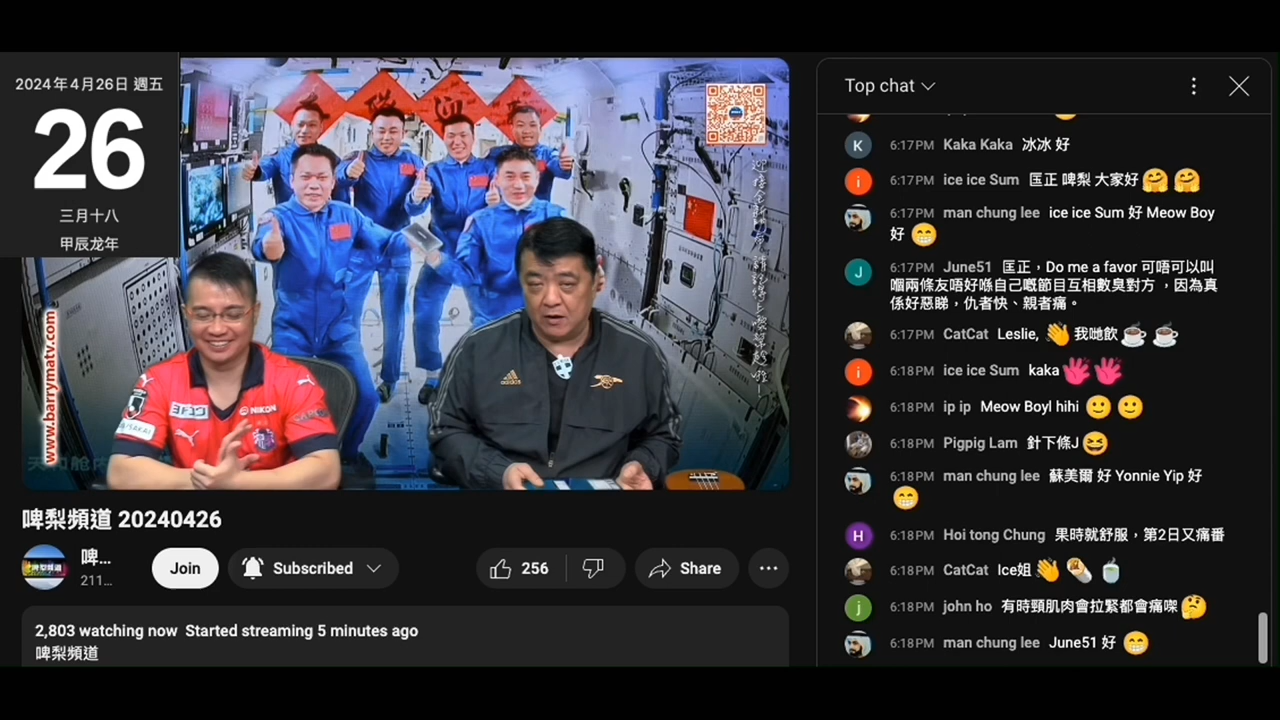 2024年4月26日 週五
26
三月十八
甲辰龙年
www.barrymatv.com
adidas
NIKON
啤梨頻道 20240426
啤...
211...
Join
Subscribed
256
Share
2,803 watching now Started streaming 5 minutes ago
啤梨頻道
Top chat
6:17PM Kaka Kaka 冰冰 好
6:17PM ice ice Sum 匡正 啤梨 大家好🤗🤗
6:17PM man chung lee ice ice Sum 好 Meow Boy
好 😁
6:17PM June51 匡正，Do me a favor 可唔可以叫
嗰兩條友唔好喺自己嘅節目互相數臭對方 ，因為真
係好惡睇，仇者快、親者痛。
6:17PM CatCat Leslie, 👋 我哋飲☕ ☕
6:18PM ice ice Sum kaka
6:18PM ip ip Meow Boyl hihi 🙂 🙂
6:18PM Pigpig Lam 針下條J😆
6:18PM man chung lee 蘇美爾 好 Yonnie Yip 好
😁
6:18PM Hoi tong Chung 果時就舒服，第2日又痛番
6:18PM CatCat Ice姐 👋 🌯 🍵
6:18PM john ho 有時頸肌肉會拉緊都會痛㗎🤔
6:18PM man chung lee June51 好 😁